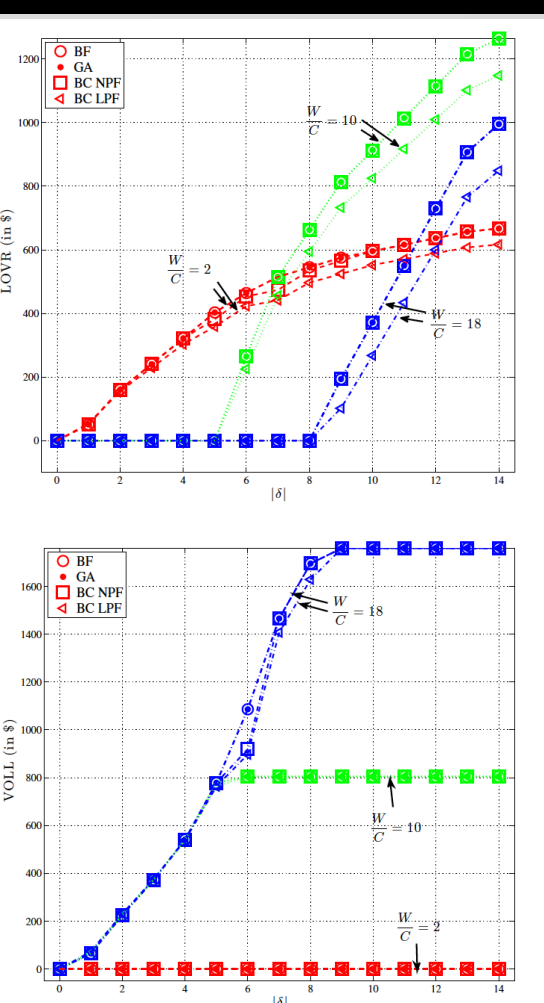 BF
GA
BC NPF
BC LPF
1200
1000
800
600
400
200
0
LOVR (in $)
W/C = 10
W/C = 2
W/C = 18
0 2 4 6 8 10 12 14
|δ|
BF
GA
BC NPF
BC LPF
1600
1400
1200
1000
800
600
400
200
0
VOLL (in $)
W/C = 18
W/C = 10
W/C = 2
0 2 4 6 8 10 12 14
|δ|